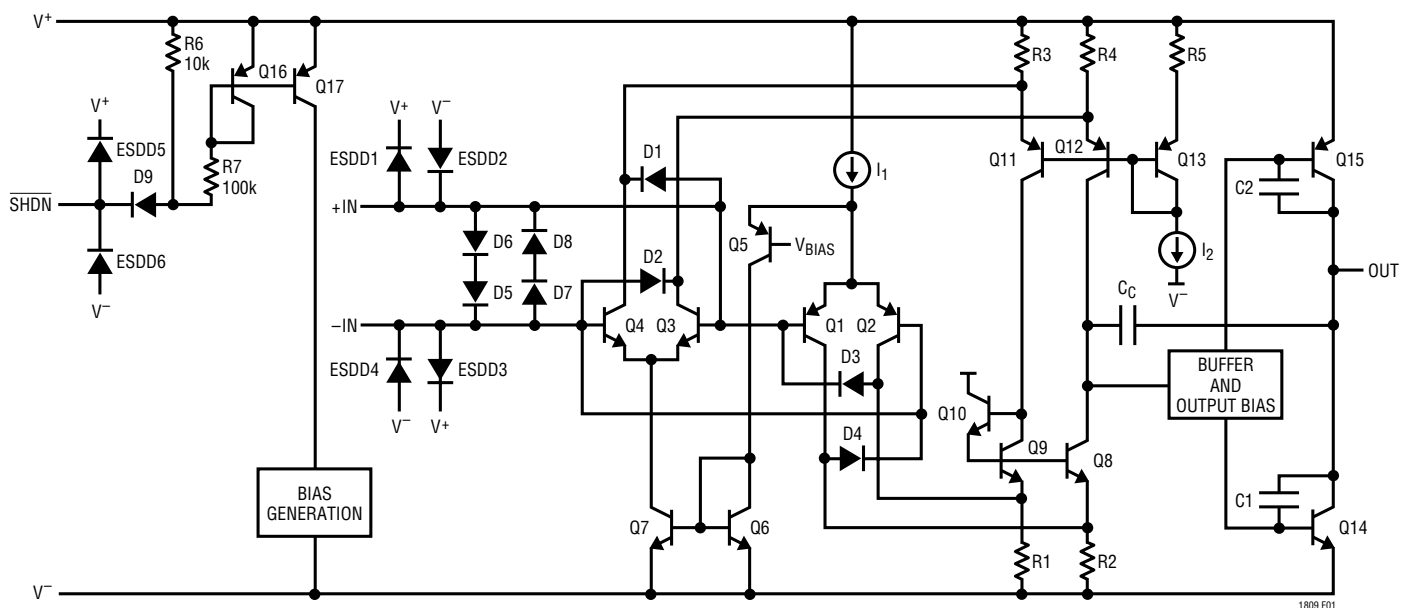 V+
R6
10k
Q16
Q17
R3
R4
R5
V+
V−
V+
ESDD5
ESDD1
ESDD2
D1
I1
Q11
Q12
Q13
Q15
R7
100k
D9
C2
SHDN
+IN
D6
D8
Q5
VBIAS
I2
ESDD6
D2
V−
OUT
V−
D5
D7
CC
−IN
Q4
Q3
Q1
Q2
ESDD4
ESDD3
D3
BUFFER
AND
OUTPUT BIAS
V−
V+
Q10
D4
Q9
Q8
BIAS
GENERATION
C1
Q7
Q6
Q14
R1
R2
V−
1809 F01